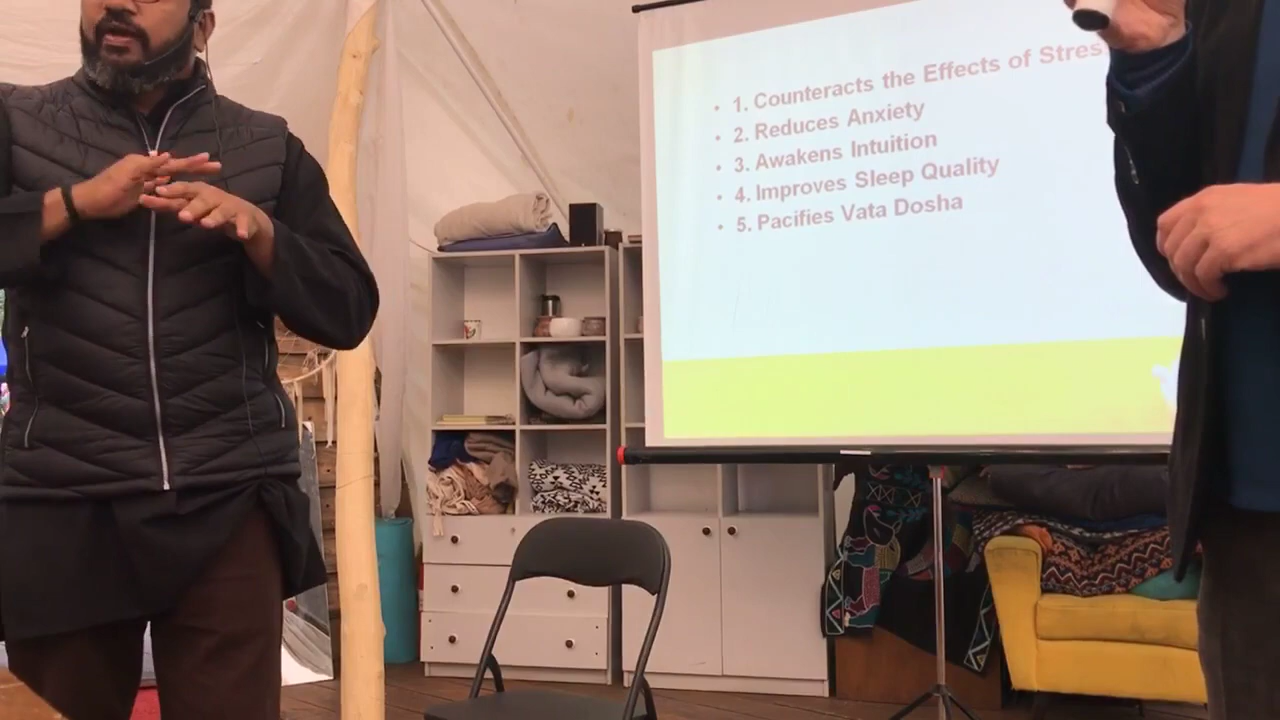 • 1. Counteracts the Effects of Stres
• 2. Reduces Anxiety
• 3. Awakens Intuition
• 4. Improves Sleep Quality
• 5. Pacifies Vata Dosha